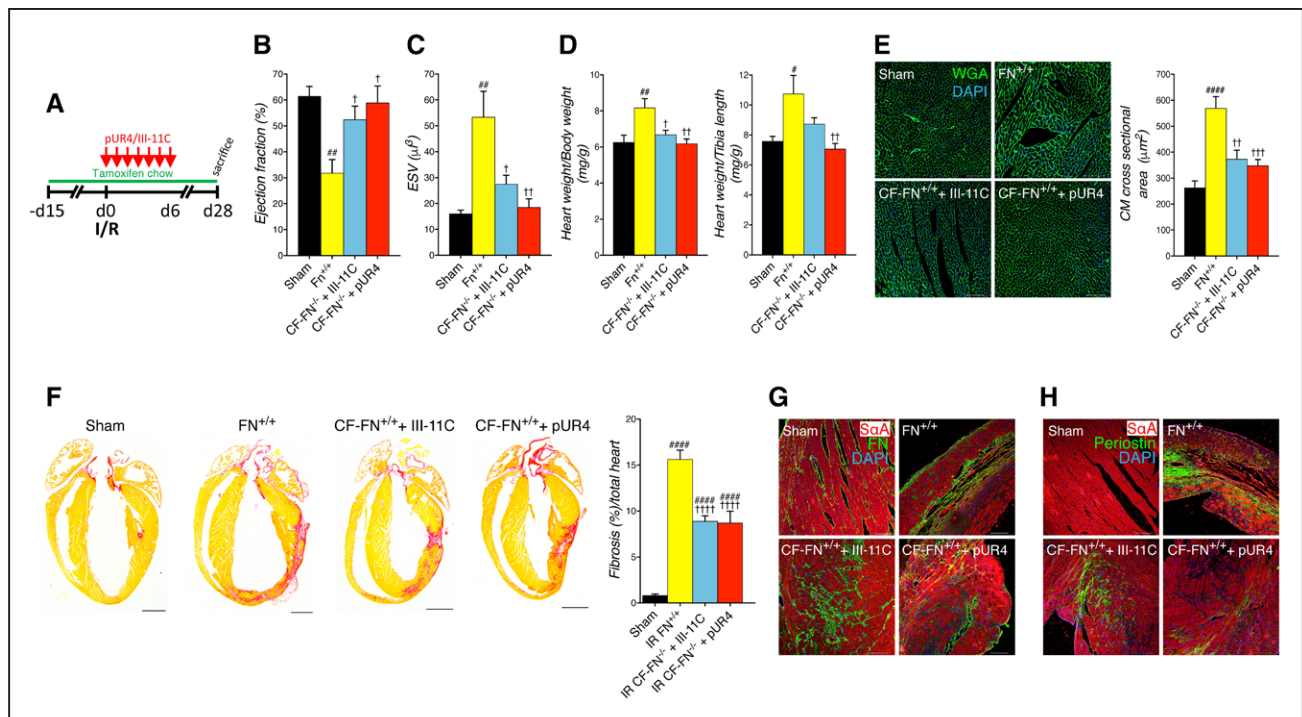 A
pUR4/III-11C
Tamoxifen chow
sacrifice
-d15 d0 d6 d28
I/R
B
Ejection fraction (%)
70
60
50
40
30
20
10
0
##
†
†
Sham
Fn+/+
CF-FN-/- + III-11C
CF-FN-/- + pUR4
C
ESV (µl³)
70
60
50
40
30
20
10
0
##
†
††
Sham
Fn+/+
CF-FN-/- + III-11C
CF-FN-/- + pUR4
D
Heart weight/Body weight
(mg/g)
10
8
6
4
2
0
##
†
††
Sham
FN+/+
CF-FN-/- + III-11C
CF-FN-/- + pUR4
Heart weight/Tibia length
(mg/g)
12
10
8
6
4
2
0
#
††
Sham
FN+/+
CF-FN-/- + III-11C
CF-FN-/- + pUR4
E
Sham
WGA
DAPI
FN+/+
CF-FN+/+ + III-11C
CF-FN+/+ + pUR4
CM cross sectional
area (µm²)
700
600
500
400
300
200
100
0
####
††
†††
Sham
FN+/+
CF-FN-/- + III-11C
CF-FN-/- + pUR4
F
Sham
FN+/+
CF-FN+/+ + III-11C
CF-FN+/+ + pUR4
Fibrosis (%)/total heart
20
15
10
5
0
####
####
††††
####
††††
Sham
IR FN+/+
IR CF-FN-/- + III-11C
IR CF-FN-/- + pUR4
G
Sham
SαA
FN
DAPI
FN+/+
CF-FN+/+ + III-11C
CF-FN+/+ + pUR4
H
Sham
SαA
Periostin
DAPI
FN+/+
CF-FN+/+ + III-11C
CF-FN+/+ + pUR4